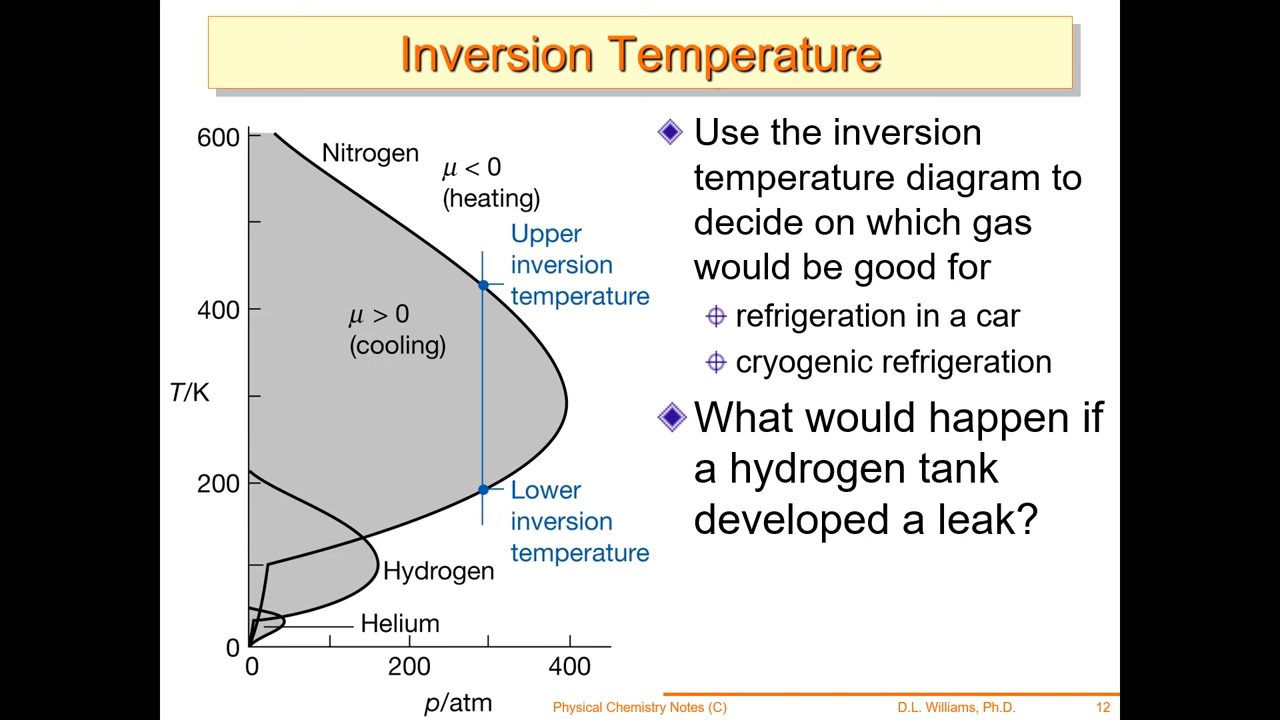 Inversion Temperature
600
Nitrogen
μ < 0
(heating)
Upper
inversion
temperature
400
μ > 0
(cooling)
T/K
200
Lower
inversion
temperature
Hydrogen
Helium
0
0
200
400
p/atm
Use the inversion
temperature diagram to
decide on which gas
would be good for
refrigeration in a car
cryogenic refrigeration
What would happen if
a hydrogen tank
developed a leak?
Physical Chemistry Notes (C)
D.L. Williams, Ph.D.
12